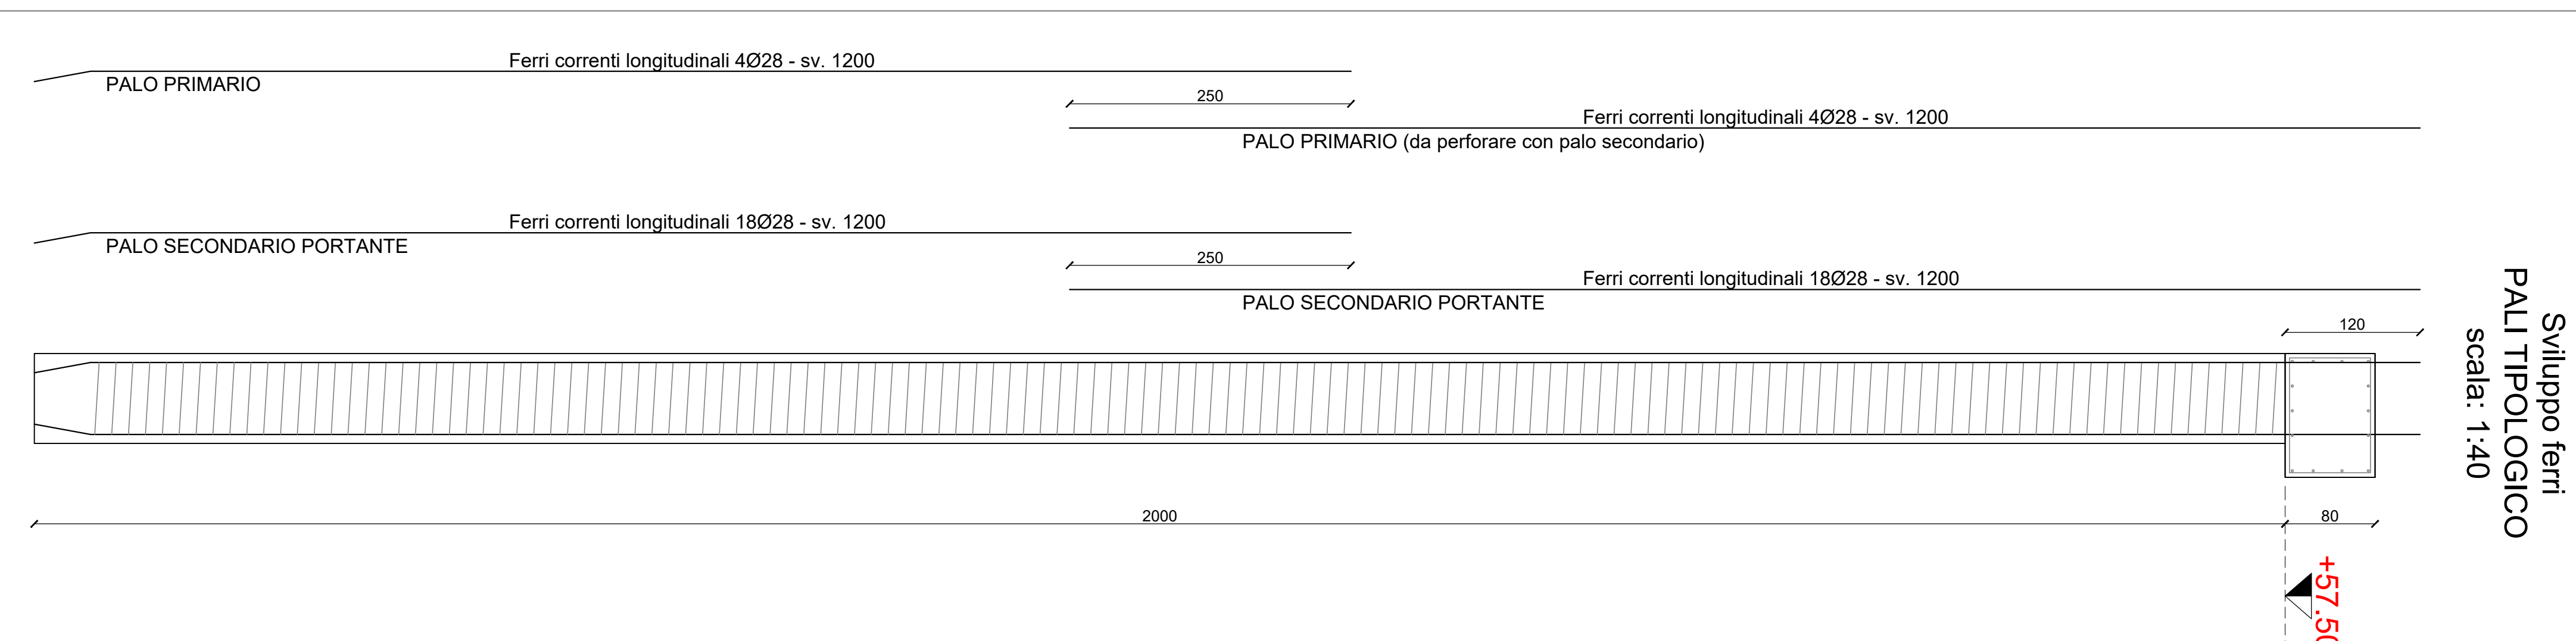 Ferri correnti longitudinali 4Ø28 - sv. 1200
PALO PRIMARIO
250
Ferri correnti longitudinali 4Ø28 - sv. 1200
PALO PRIMARIO (da perforare con palo secondario)
Ferri correnti longitudinali 18Ø28 - sv. 1200
PALO SECONDARIO PORTANTE
250
Ferri correnti longitudinali 18Ø28 - sv. 1200
PALO SECONDARIO PORTANTE
120
2000
80
Sviluppo ferri
PALI TIPOLOGICO
scala: 1:40